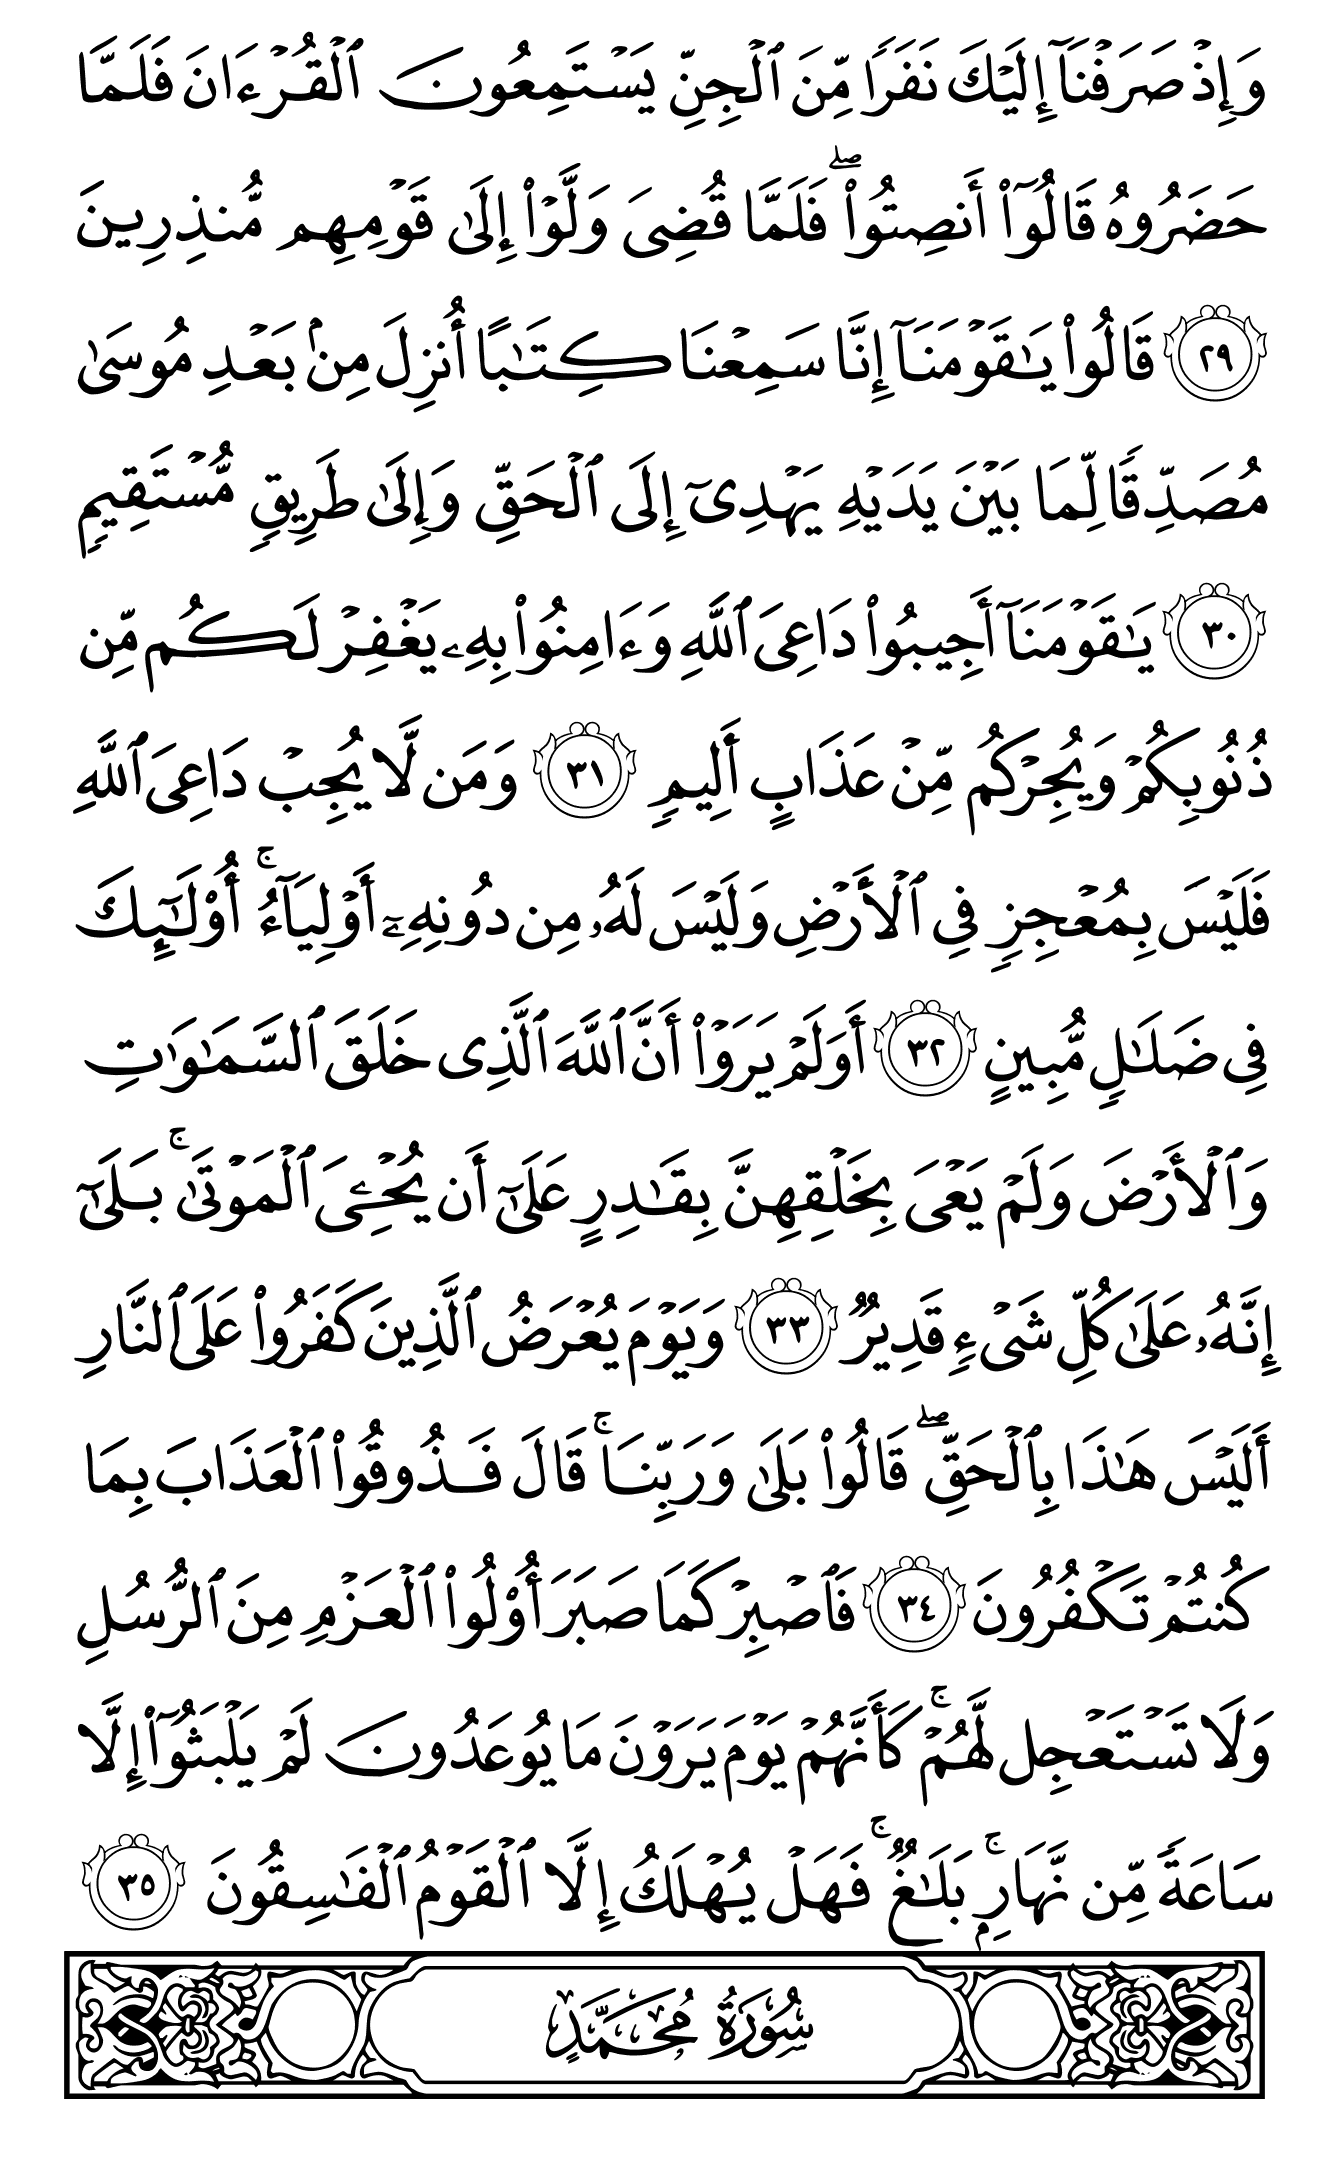 وَإِذْ صَرَفْنَآ إِلَيْكَ نَفَرًا مِّنَ ٱلْجِنِّ يَسْتَمِعُونَ ٱلْقُرْءَانَ فَلَمَّا
حَضَرُوهُ قَالُوٓا۟ أَنصِتُوا۟ ۖ فَلَمَّا قُضِىَ وَلَّوْا۟ إِلَىٰ قَوْمِهِم مُّنذِرِينَ
٢٩ قَالُوا۟ يَـٰقَوْمَنَآ إِنَّا سَمِعْنَا كِتَـٰبًا أُنزِلَ مِنۢ بَعْدِ مُوسَىٰ
مُصَدِّقًا لِّمَا بَيْنَ يَدَيْهِ يَهْدِىٓ إِلَى ٱلْحَقِّ وَإِلَىٰ طَرِيقٍ مُّسْتَقِيمٍ
٣٠ يَـٰقَوْمَنَآ أَجِيبُوا۟ دَاعِىَ ٱللَّهِ وَءَامِنُوا۟ بِهِۦ يَغْفِرْ لَكُم مِّن
ذُنُوبِكُمْ وَيُجِرْكُم مِّنْ عَذَابٍ أَلِيمٍ ٣١ وَمَن لَّا يُجِبْ دَاعِىَ ٱللَّهِ
فَلَيْسَ بِمُعْجِزٍ فِى ٱلْأَرْضِ وَلَيْسَ لَهُۥ مِن دُونِهِۦٓ أَوْلِيَآءُ ۚ أُو۟لَـٰٓئِكَ
فِى ضَلَـٰلٍ مُّبِينٍ ٣٢ أَوَلَمْ يَرَوْا۟ أَنَّ ٱللَّهَ ٱلَّذِى خَلَقَ ٱلسَّمَـٰوَٰتِ
وَٱلْأَرْضَ وَلَمْ يَعْىَ بِخَلْقِهِنَّ بِقَـٰدِرٍ عَلَىٰٓ أَن يُحْـِۧىَ ٱلْمَوْتَىٰ ۚ بَلَىٰٓ
إِنَّهُۥ عَلَىٰ كُلِّ شَىْءٍ قَدِيرٌ ٣٣ وَيَوْمَ يُعْرَضُ ٱلَّذِينَ كَفَرُوا۟ عَلَى ٱلنَّارِ
أَلَيْسَ هَـٰذَا بِٱلْحَقِّ ۖ قَالُوا۟ بَلَىٰ وَرَبِّنَا ۚ قَالَ فَذُوقُوا۟ ٱلْعَذَابَ بِمَا
كُنتُمْ تَكْفُرُونَ ٣٤ فَٱصْبِرْ كَمَا صَبَرَ أُو۟لُوا۟ ٱلْعَزْمِ مِنَ ٱلرُّسُلِ
وَلَا تَسْتَعْجِل لَّهُمْ ۚ كَأَنَّهُمْ يَوْمَ يَرَوْنَ مَا يُوعَدُونَ لَمْ يَلْبَثُوٓا۟ إِلَّا
سَاعَةً مِّن نَّهَارٍۭ ۚ بَلَـٰغٌ ۚ فَهَلْ يُهْلَكُ إِلَّا ٱلْقَوْمُ ٱلْفَـٰسِقُونَ ٣٥
سُورَةُ مُحَمَّدٍ